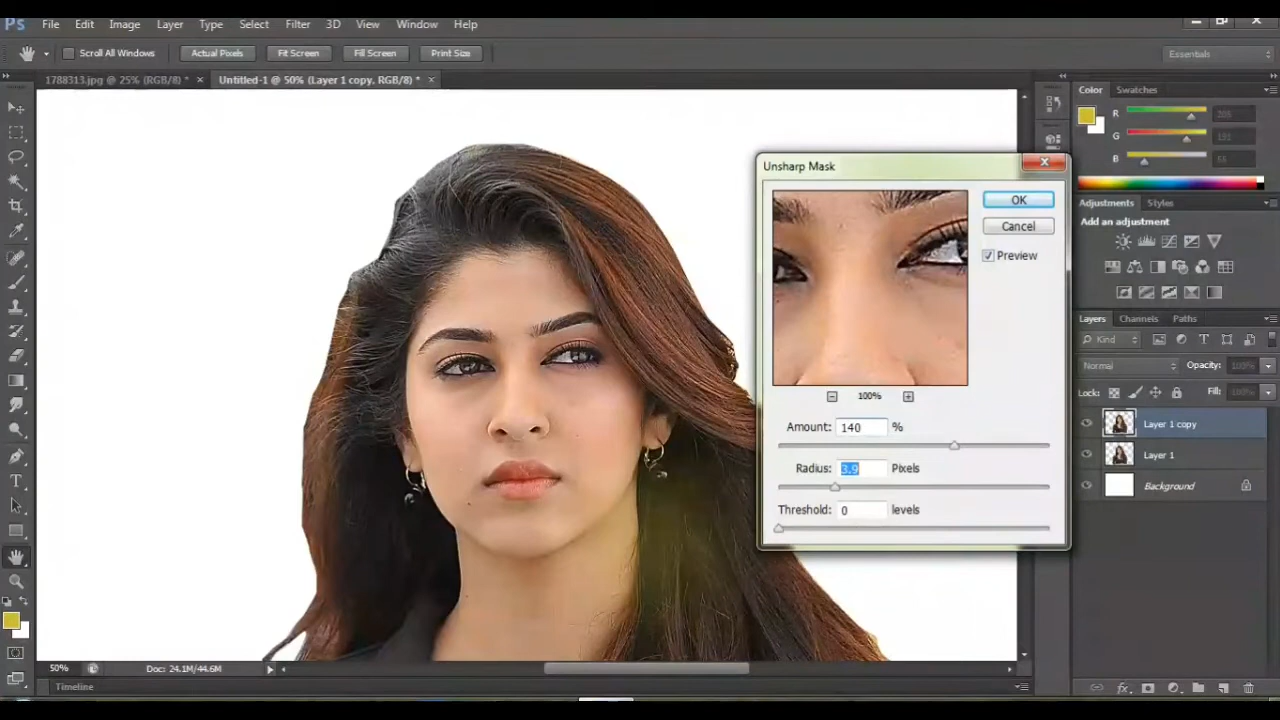 Ps File Edit Image Layer Type Select Filter 3D View Window Help
Scroll All Windows Actual Pixels Fit Screen Fill Screen Print Size Essentials
1788313.jpg @ 25% (RGB/8) * × Untitled-1 @ 50% (Layer 1 copy, RGB/8) * ×
Color Swatches
R
G
B
Adjustments Styles
Add an adjustment
Layers Channels Paths
Kind
Normal Opacity: 100%
Lock: Fill: 100%
Layer 1 copy
Layer 1
Background
Unsharp Mask
OK
Cancel
Preview
100%
Amount: 140 %
Radius: 3.9 Pixels
Threshold: 0 levels
50% Doc: 24.1M/44.6M
Timeline